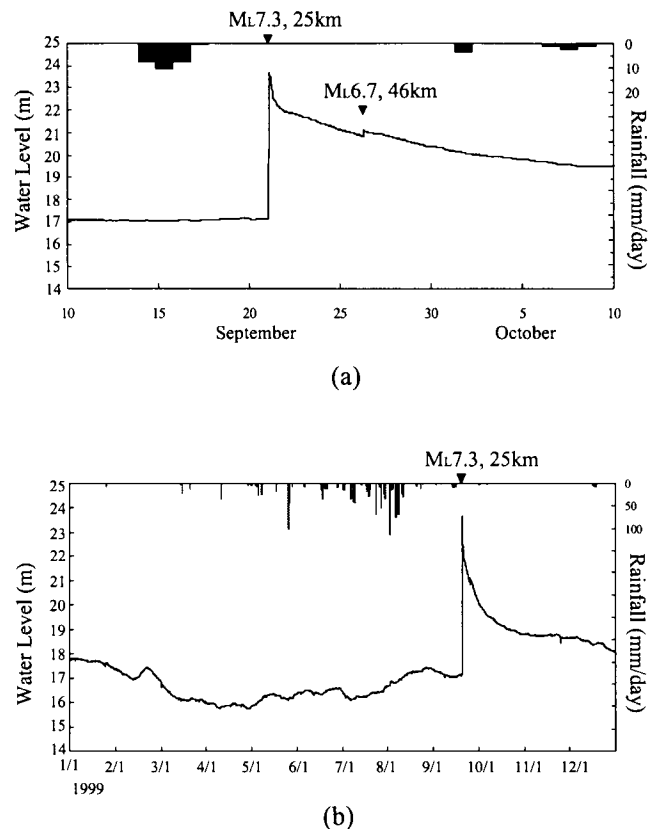 ML7.3, 25km
25
24
23
22
21
20
19
18
17
16
15
14
Water Level (m)
ML6.7, 46km
0
10
20
Rainfall (mm/day)
10 15 20 25 30 5 10
September October
(a)
ML7.3, 25km
25
24
23
22
21
20
19
18
17
16
15
14
Water Level (m)
0
50
100
Rainfall (mm/day)
1/1 2/1 3/1 4/1 5/1 6/1 7/1 8/1 9/1 10/1 11/1 12/1
1999
(b)